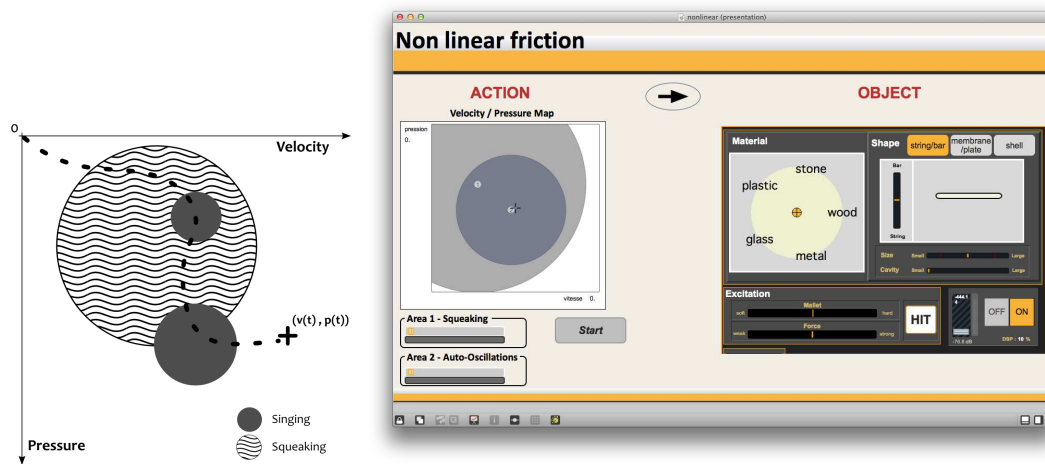 O
Velocity
(v(t) , p(t))
Singing
Squeaking
Pressure
nonlinear (presentation)
Non linear friction
ACTION
OBJECT
Velocity / Pressure Map
pression
0.
vitesse 0.
Area 1 - Squeaking
Area 2 - Auto-Oscillations
Start
Material
stone
plastic
wood
glass
metal
Shape
string/bar
membrane
/plate
shell
Bar
String
Size Small Large
Cavity Small Large
Excitation
Mallet
soft hard
Force
weak strong
HIT
-76.8 dB
OFF ON
DSP : 10 %